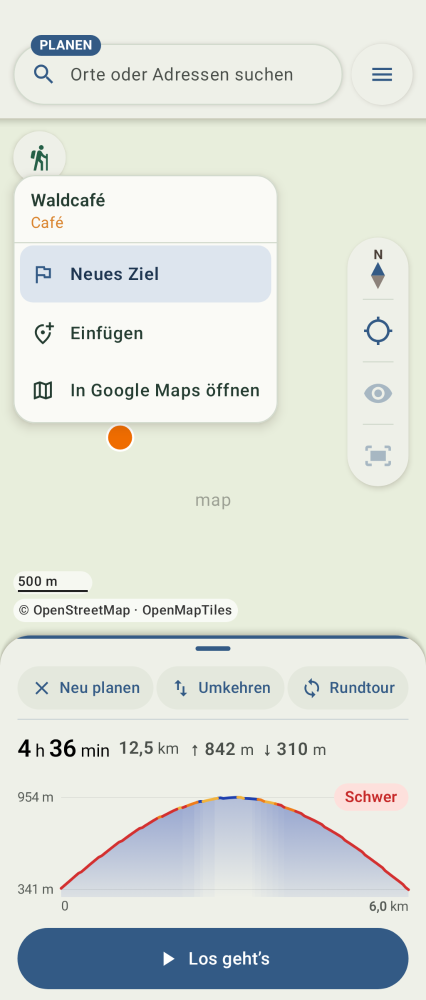 PLANEN
Orte oder Adressen suchen
Waldcafé
Café
Neues Ziel
Einfügen
In Google Maps öffnen
N
map
500 m
© OpenStreetMap · OpenMapTiles
Neu planen
Umkehren
Rundtour
4 h 36 min 12,5 km ↑ 842 m ↓ 310 m
954 m
Schwer
341 m
0
6,0 km
Los geht’s